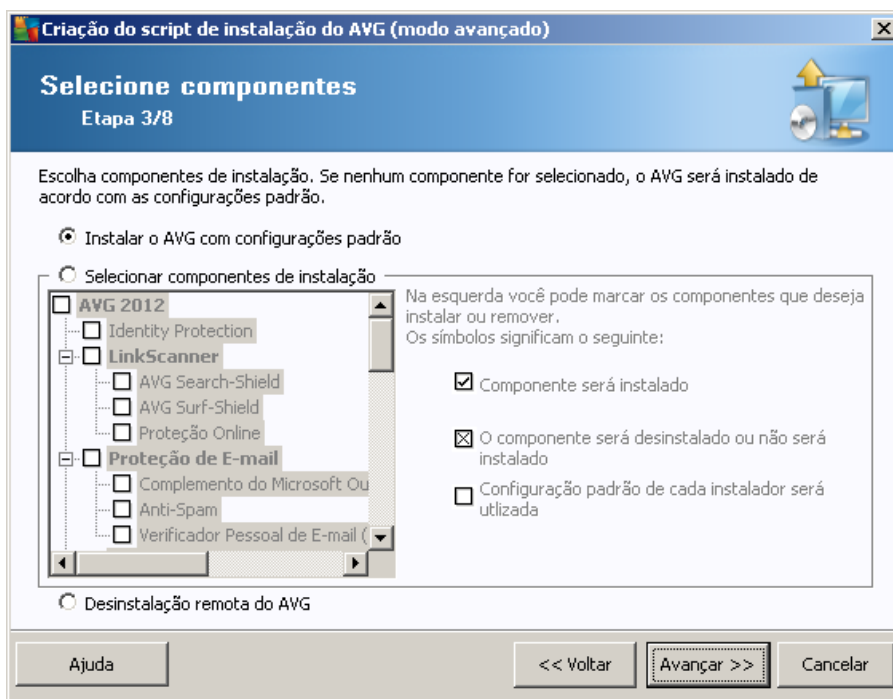 Criação do script de instalação do AVG (modo avançado)
Selecione componentes
Etapa 3/8
Escolha componentes de instalação. Se nenhum componente for selecionado, o AVG será instalado de
acordo com as configurações padrão.
Instalar o AVG com configurações padrão
Selecionar componentes de instalação
AVG 2012
Identity Protection
LinkScanner
AVG Search-Shield
AVG Surf-Shield
Proteção Online
Proteção de E-mail
Complemento do Microsoft Ou
Anti-Spam
Verificador Pessoal de E-mail (
Na esquerda você pode marcar os componentes que deseja
instalar ou remover.
Os símbolos significam o seguinte:
Componente será instalado
O componente será desinstalado ou não será
instalado
Configuração padrão de cada instalador será
utlizada
Desinstalação remota do AVG
Ajuda
<< Voltar
Avançar >>
Cancelar